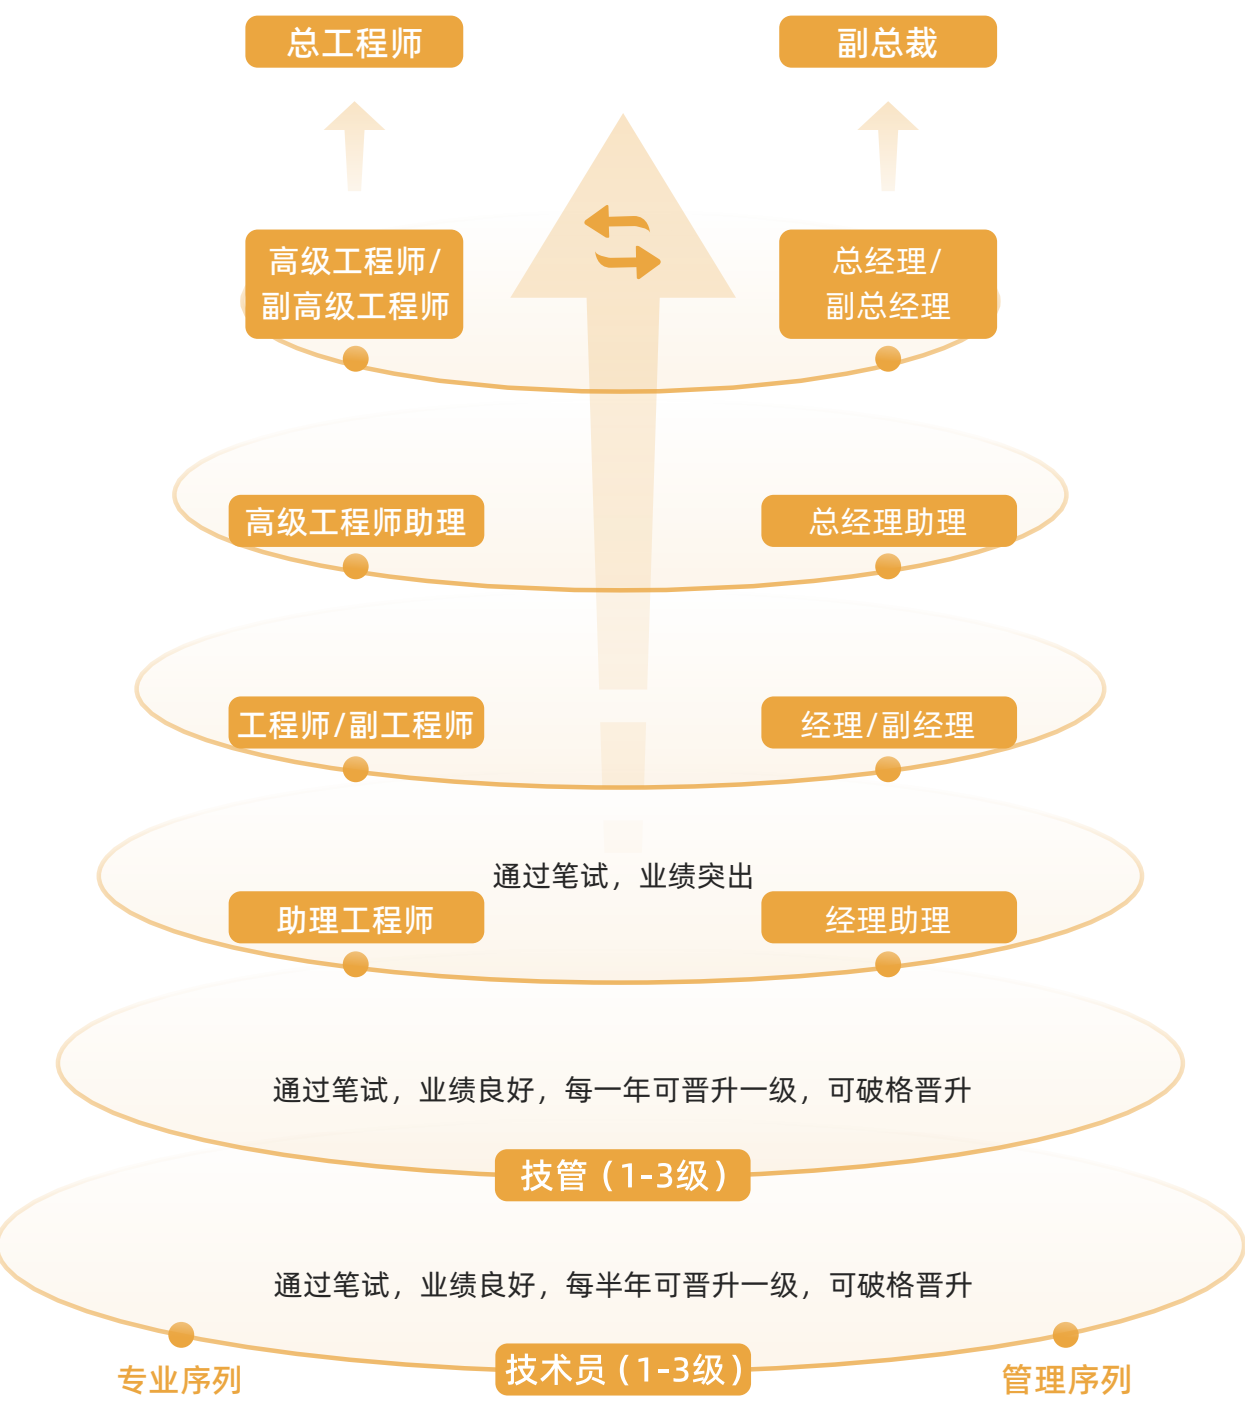 总工程师
副总裁
高级工程师/
副高级工程师
总经理/
副总经理
高级工程师助理
总经理助理
工程师/副工程师
经理/副经理
通过笔试，业绩突出
助理工程师
经理助理
通过笔试，业绩良好，每一年可晋升一级，可破格晋升
技管（1-3级）
通过笔试，业绩良好，每半年可晋升一级，可破格晋升
技术员（1-3级）
专业序列
管理序列